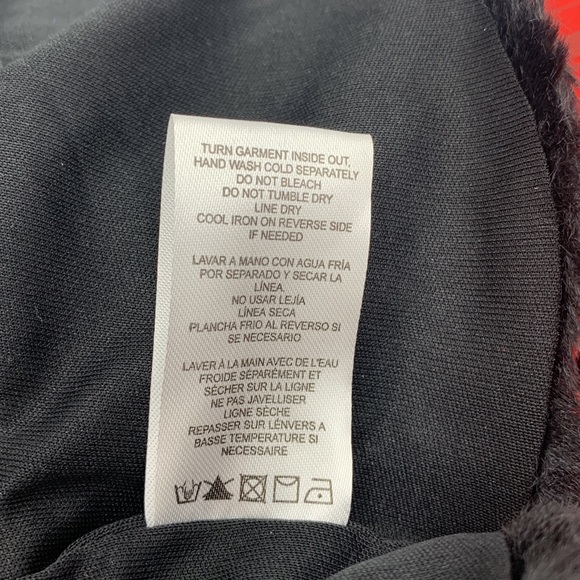 TURN GARMENT INSIDE OUT,
HAND WASH COLD SEPARATELY
DO NOT BLEACH
DO NOT TUMBLE DRY
LINE DRY
COOL IRON ON REVERSE SIDE
IF NEEDED
LAVAR A MANO CON AGUA FRÍA
POR SEPARADO Y SECAR LA
LÍNEA.
NO USAR LEJÍA
LÍNEA SECA
PLANCHA FRIO AL REVERSO SI
SE NECESARIO
LAVER À LA MAIN AVEC DE L'EAU
FROIDE SÉPARÉMENT ET
SÉCHER SUR LA LIGNE
NE PAS JAVELLISER
LIGNE SÈCHE
REPASSER SUR LÉNVERS A
BASSE TEMPERATURE SI
NECESSAIRE